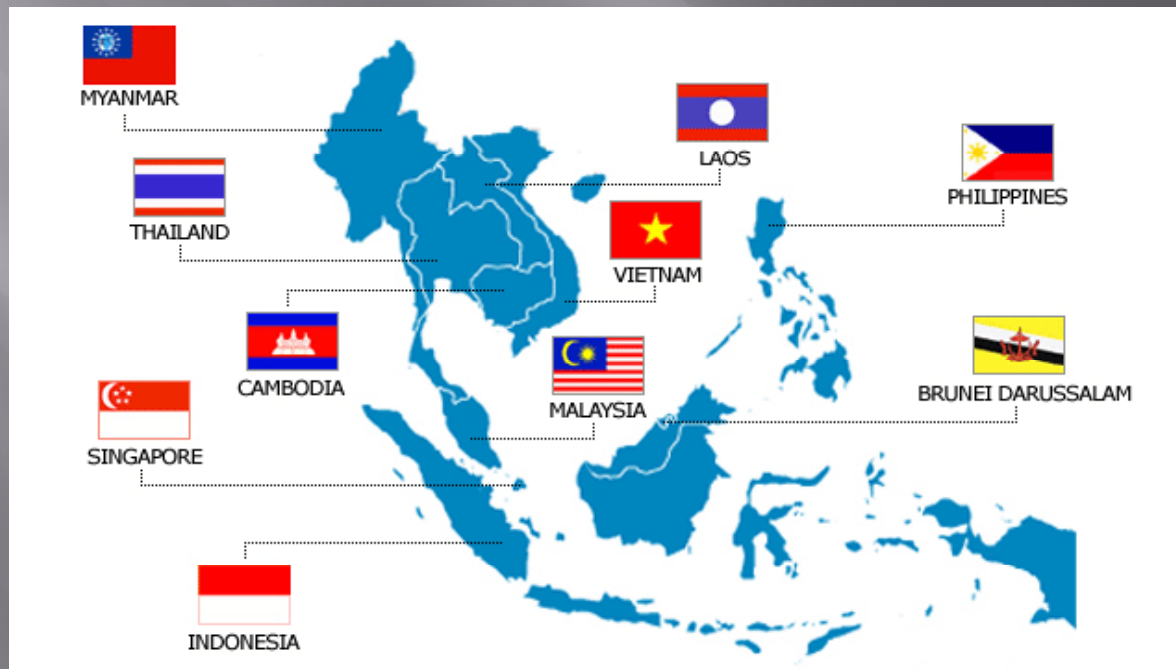 MYANMAR
LAOS
PHILIPPINES
THAILAND
VIETNAM
CAMBODIA
MALAYSIA
BRUNEI DARUSSALAM
SINGAPORE
INDONESIA